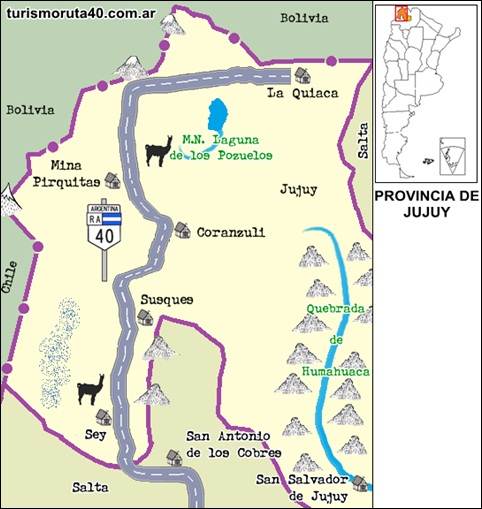 turismoruta40.com.ar
Bolivia
La Quiaca
Bolivia
M.N. Laguna
de los Pozuelos
Salta
Mina
Pirquitas
Jujuy
PROVINCIA DE
JUJUY
ARGENTINA
RA
40
Coranzuli
Chile
Susques
Quebrada
de
Humahuaca
Sey
San Antonio
de los Cobres
San Salvador
de Jujuy
Salta